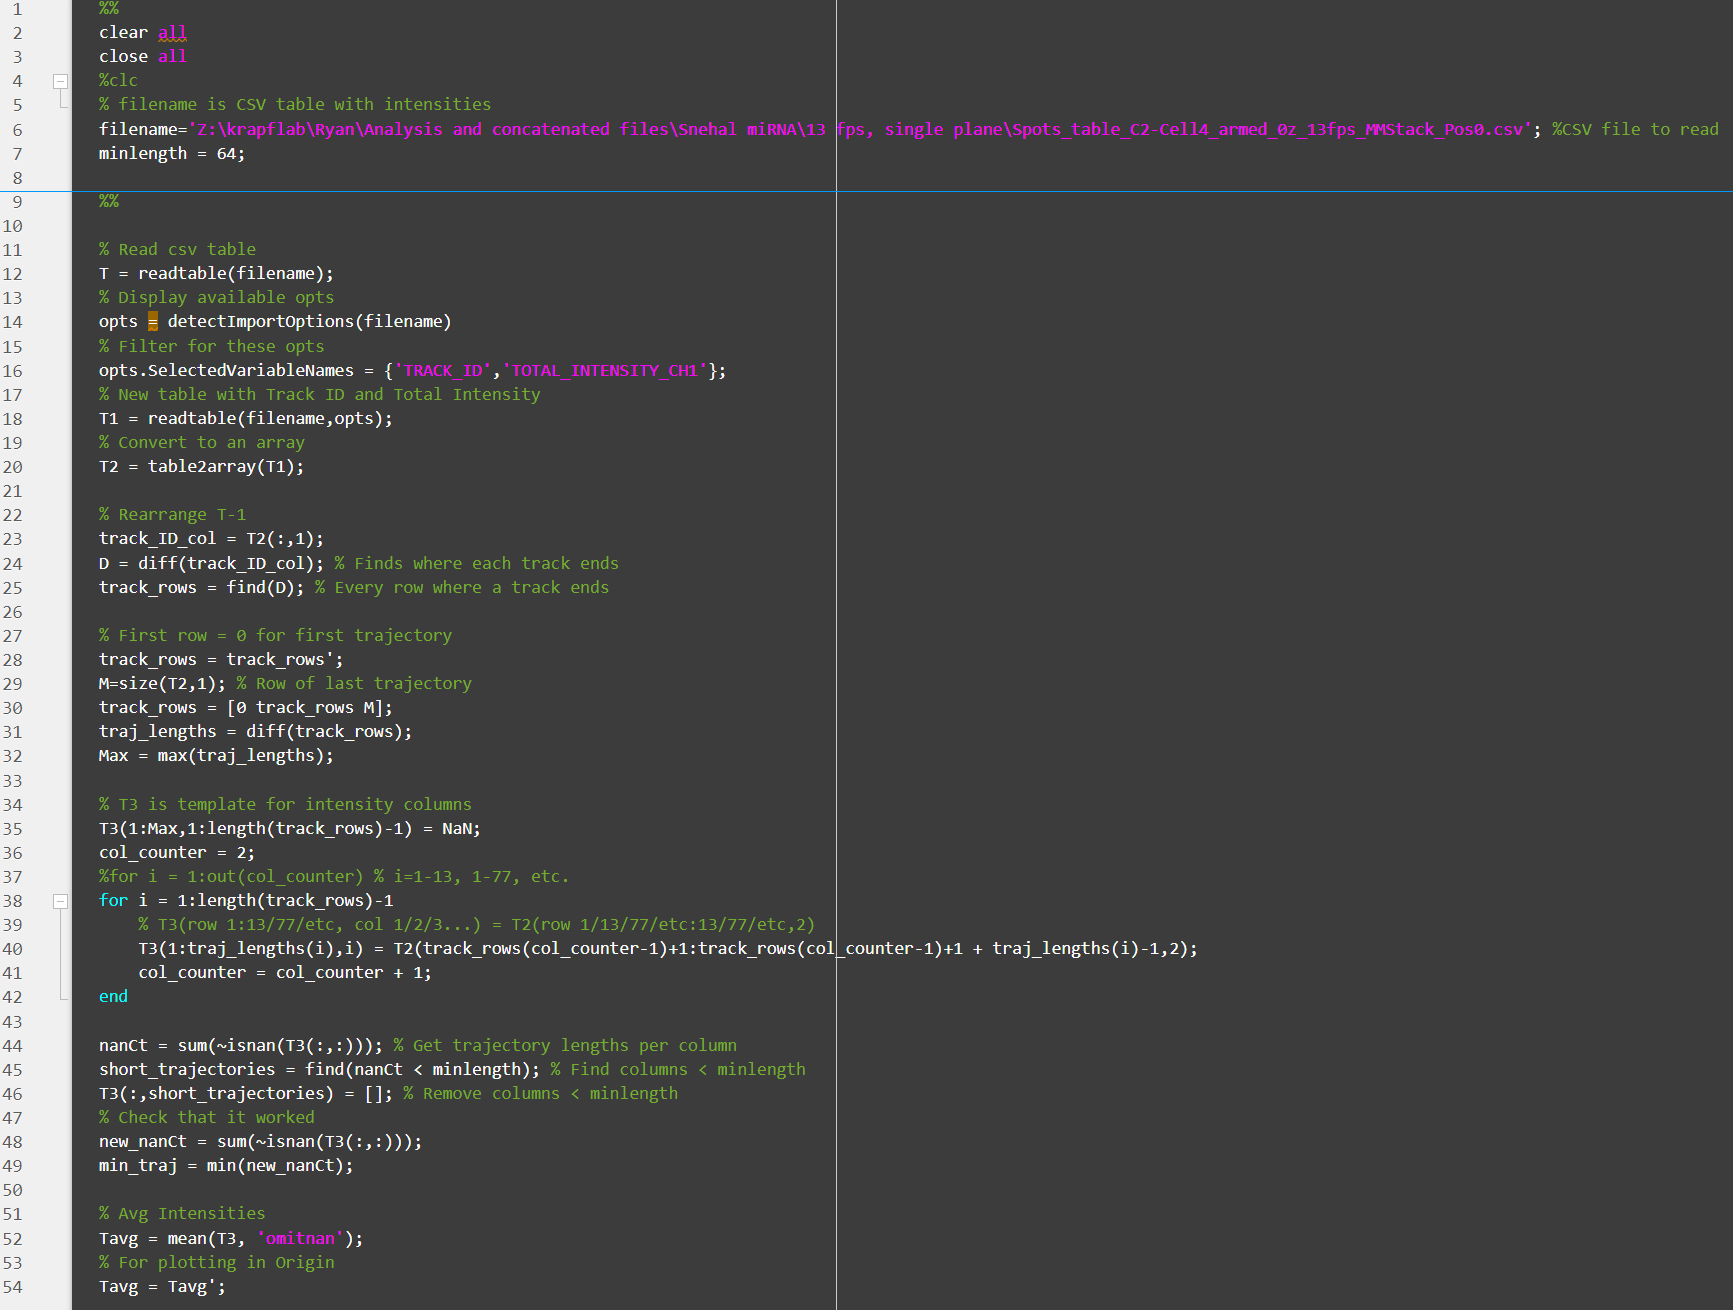 1 %%
2 clear all
3 close all
4 %clc
5 % filename is CSV table with intensities
6 filename='Z:\krapflab\Ryan\Analysis and concatenated files\Snehal miRNA\13 fps, single plane\Spots_table_C2-Cell4_armed_0z_13fps_MMStack_Pos0.csv'; %CSV file to read
7 minlength = 64;
8
9 %%
10
11 % Read csv table
12 T = readtable(filename);
13 % Display available opts
14 opts = detectImportOptions(filename)
15 % Filter for these opts
16 opts.SelectedVariableNames = {'TRACK_ID','TOTAL_INTENSITY_CH1'};
17 % New table with Track ID and Total Intensity
18 T1 = readtable(filename,opts);
19 % Convert to an array
20 T2 = table2array(T1);
21
22 % Rearrange T-1
23 track_ID_col = T2(:,1);
24 D = diff(track_ID_col); % Finds where each track ends
25 track_rows = find(D); % Every row where a track ends
26
27 % First row = 0 for first trajectory
28 track_rows = track_rows';
29 M=size(T2,1); % Row of last trajectory
30 track_rows = [0 track_rows M];
31 traj_lengths = diff(track_rows);
32 Max = max(traj_lengths);
33
34 % T3 is template for intensity columns
35 T3(1:Max,1:length(track_rows)-1) = NaN;
36 col_counter = 2;
37 %for i = 1:out(col_counter) % i=1-13, 1-77, etc.
38 for i = 1:length(track_rows)-1
39 % T3(row 1:13/77/etc, col 1/2/3...) = T2(row 1/13/77/etc:13/77/etc,2)
40 T3(1:traj_lengths(i),i) = T2(track_rows(col_counter-1)+1:track_rows(col_counter-1)+1 + traj_lengths(i)-1,2);
41 col_counter = col_counter + 1;
42 end
43
44 nanCt = sum(~isnan(T3(:,:))); % Get trajectory lengths per column
45 short_trajectories = find(nanCt < minlength); % Find columns < minlength
46 T3(:,short_trajectories) = []; % Remove columns < minlength
47 % Check that it worked
48 new_nanCt = sum(~isnan(T3(:,:)));
49 min_traj = min(new_nanCt);
50
51 % Avg Intensities
52 Tavg = mean(T3, 'omitnan');
53 % For plotting in Origin
54 Tavg = Tavg';